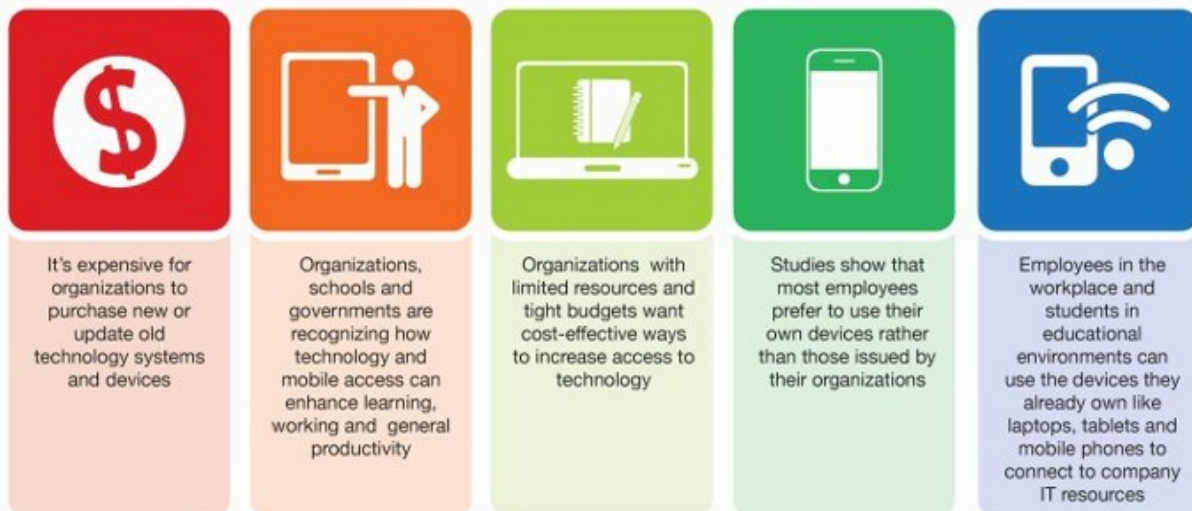 $
It's expensive for
organizations to
purchase new or
update old
technology systems
and devices
Organizations,
schools and
governments are
recognizing how
technology and
mobile access can
enhance learning,
working and general
productivity
Organizations with
limited resources and
tight budgets want
cost-effective ways
to increase access to
technology
Studies show that
most employees
prefer to use their
own devices rather
than those issued by
their organizations
Employees in the
workplace and
students in
educational
environments can
use the devices they
already own like
laptops, tablets and
mobile phones to
connect to company
IT resources